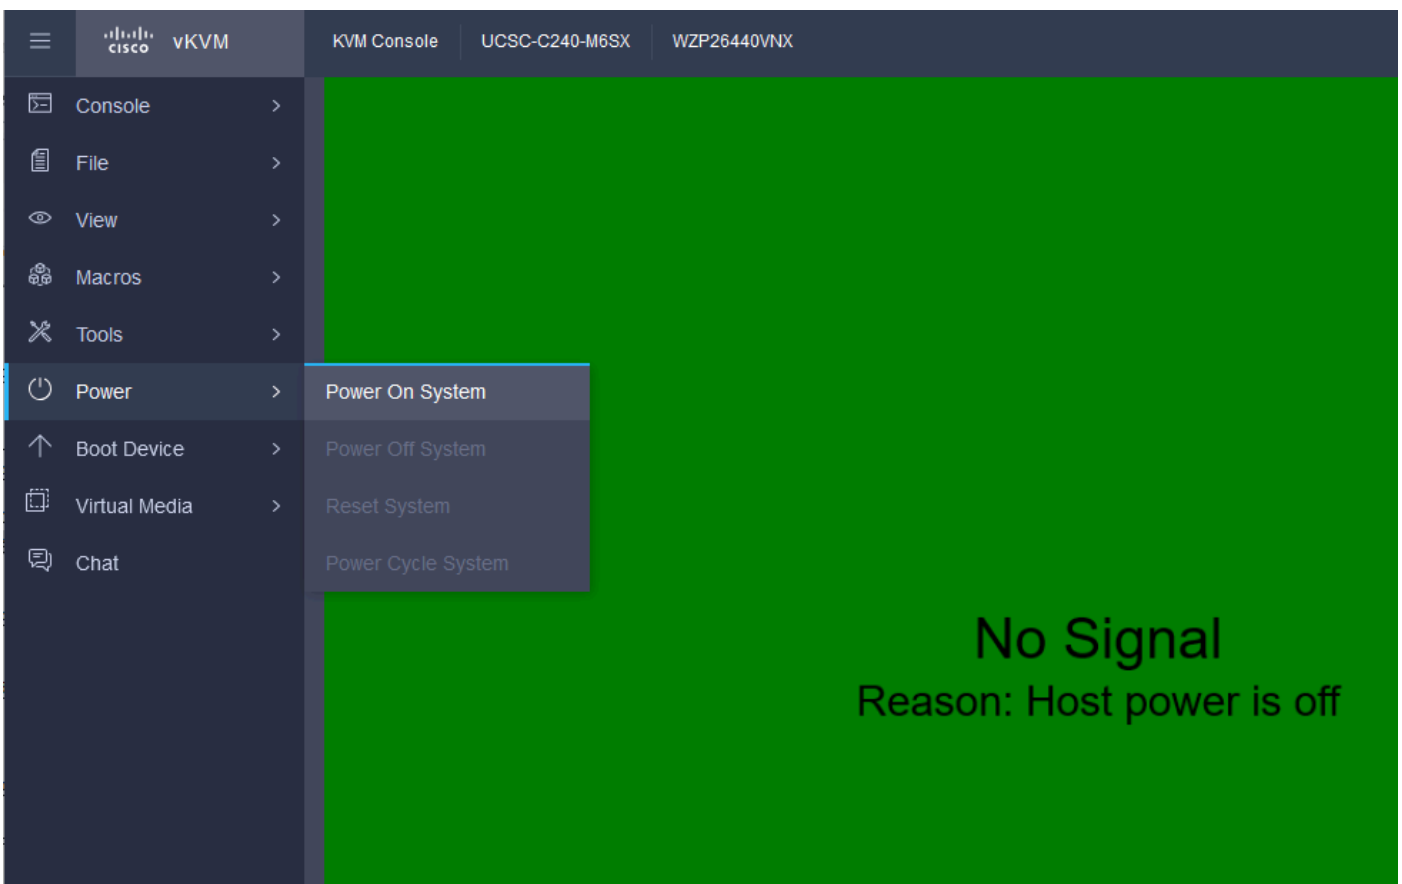 CISCO vKVM KVM Console UCSC-C240-M6SX WZP26440VNX
Console
File
View
Macros
Tools
Power
Power On System
Boot Device
Power Off System
Virtual Media
Reset System
Chat
Power Cycle System
No Signal
Reason: Host power is off